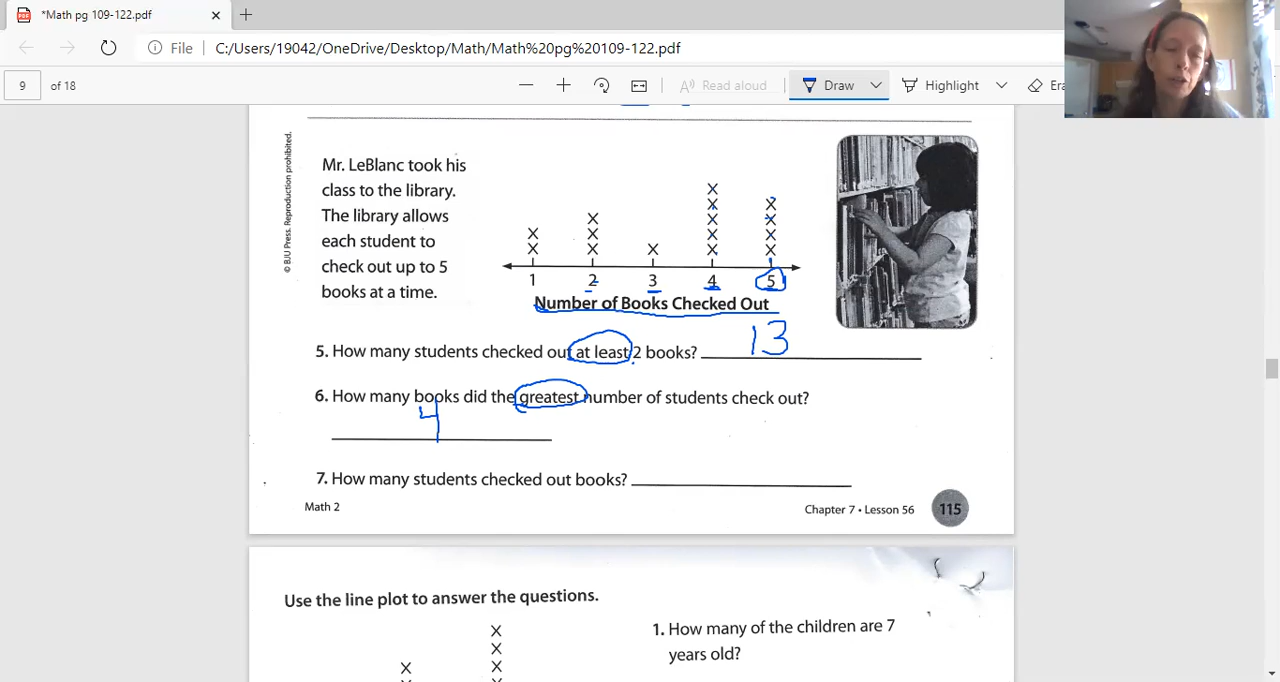 *Math pg 109-122.pdf
File
C:/Users/19042/OneDrive/Desktop/Math/Math%20pg%20109-122.pdf
9
of 18
Read aloud
Draw
Highlight
Era
© BJU Press. Reproduction prohibited.
Mr. LeBlanc took his
class to the library.
The library allows
each student to
check out up to 5
books at a time.
X
X X
X X X X
X X X X
X X X X X
1 2 3 4 5
Number of Books Checked Out
5. How many students checked out at least 2 books? 13
6. How many books did the greatest number of students check out?
4
7. How many students checked out books?
Math 2
Chapter 7 • Lesson 56
115
Use the line plot to answer the questions.
X
X
X X
1. How many of the children are 7
years old?